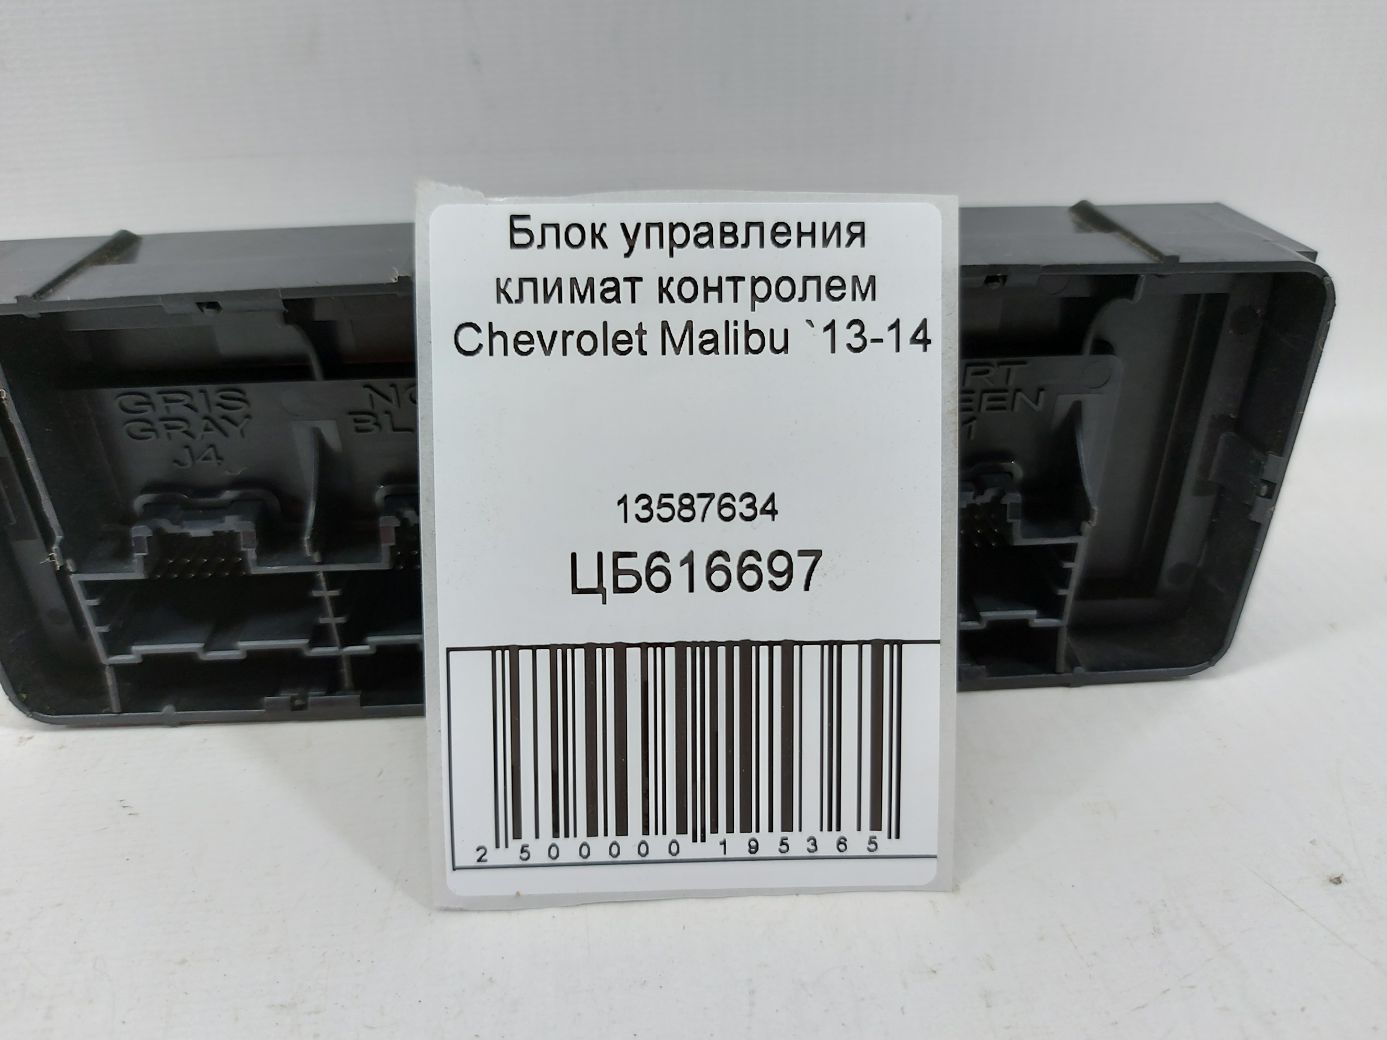 Блок управления
климат контролем
Chevrolet Malibu `13-14
13587634
ЦБ616697
2 500000 195365
GRIS
GRAY
J4